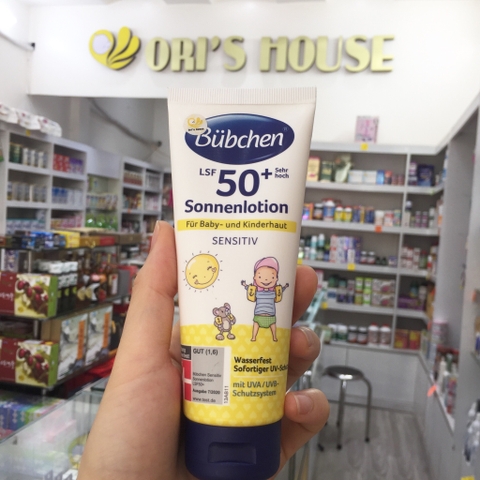 ORI'S HOUSE
Bübchen
LSF 50+ Sehr hoch
Sonnenlotion
Für Baby- und Kinderhaut
SENSITIV
GUT (1,6)
Wasserfest
Sofortiger UV-
mit UVA/UVB-
Schutzsystem